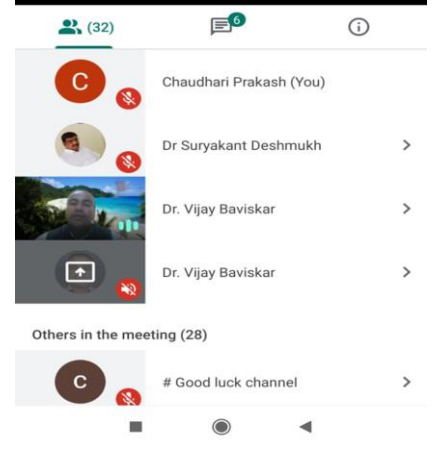 (32)
6
C
Chaudhari Prakash (You)
Dr Suryakant Deshmukh
Dr. Vijay Baviskar
Dr. Vijay Baviskar
Others in the meeting (28)
C
# Good luck channel